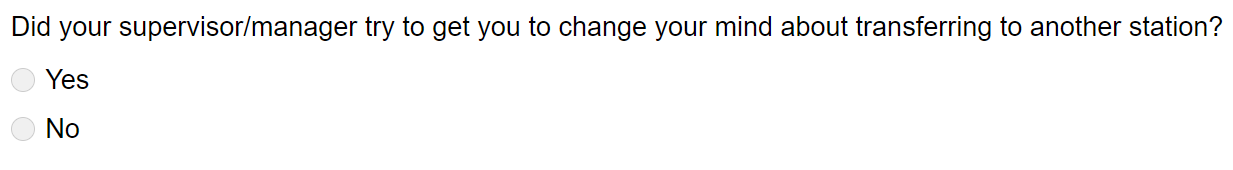 Did your supervisor/manager try to get you to change your mind about transferring to another station?
Yes
No